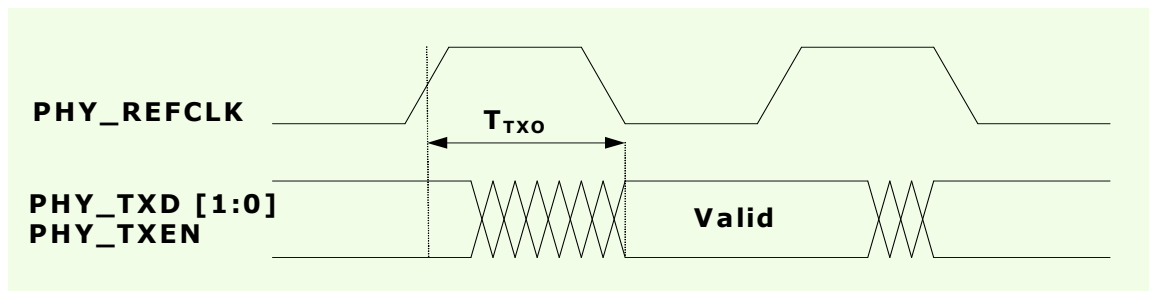 PHY_REFCLK
TTXO
PHY_TXD [1:0]
PHY_TXEN
Valid